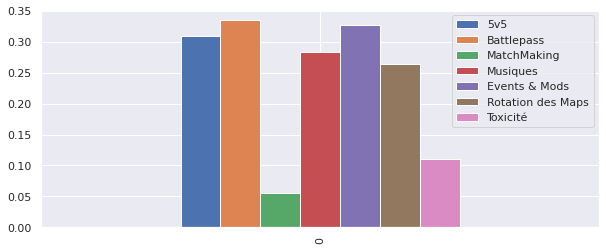 0.35
0.30
0.25
0.20
0.15
0.10
0.05
0.00
0
5v5
Battlepass
MatchMaking
Musiques
Events & Mods
Rotation des Maps
Toxicité